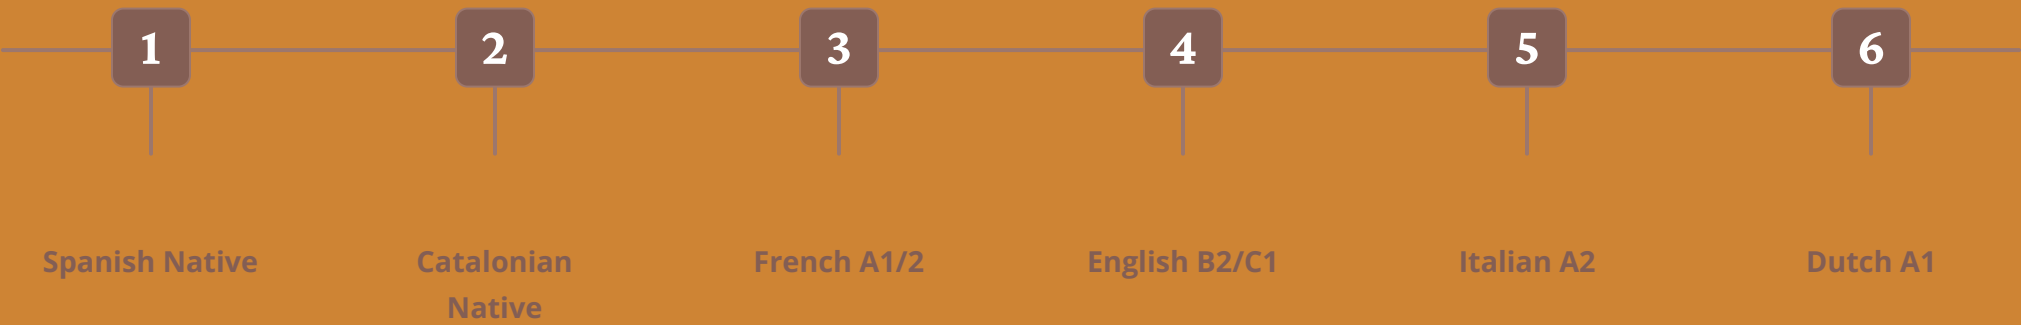 1 2 3 4 5 6
Spanish Native Catalonian French A1/2 English B2/C1 Italian A2 Dutch A1
Native